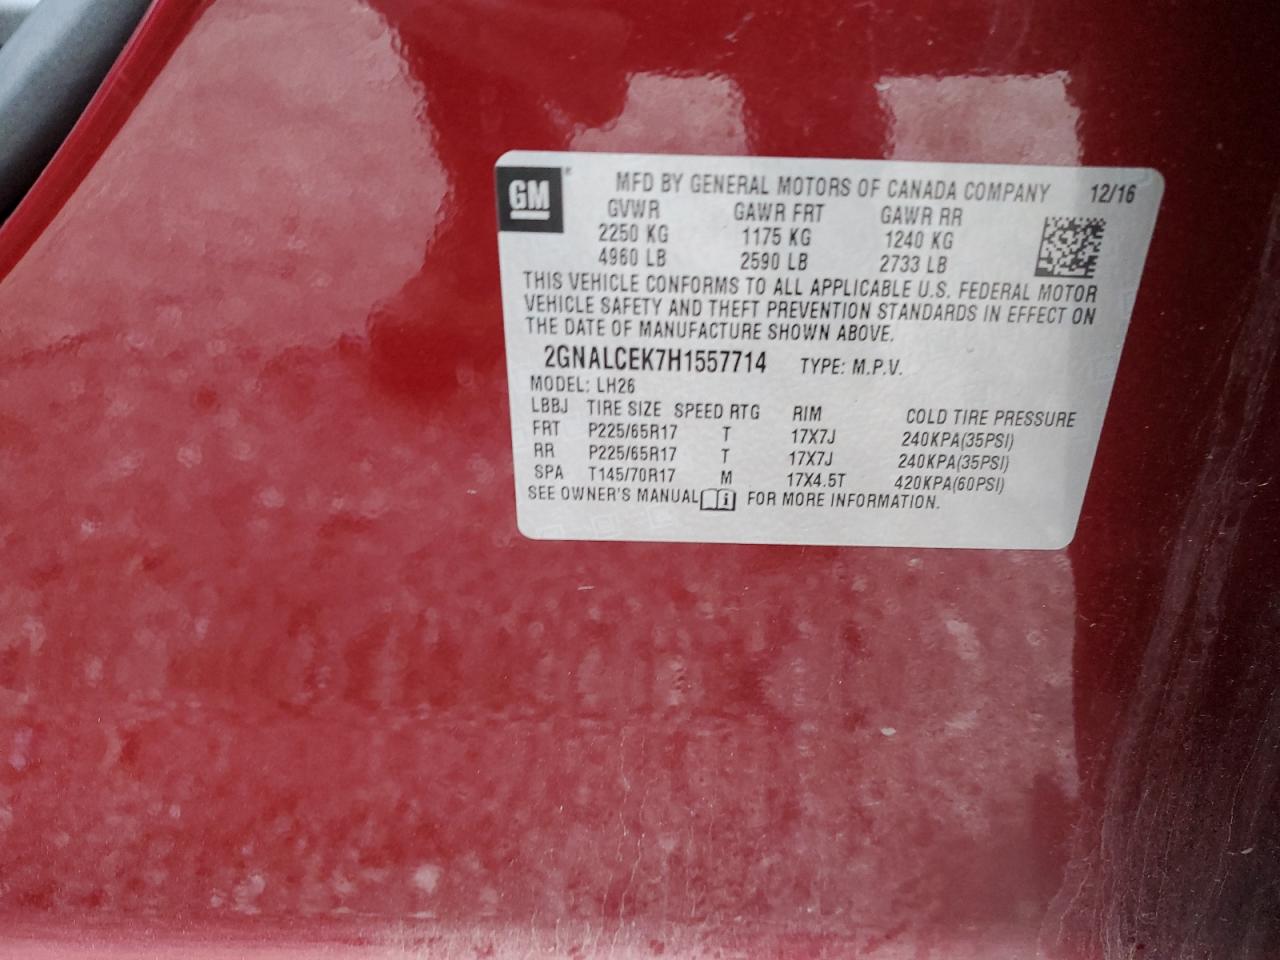 GM® MFD BY GENERAL MOTORS OF CANADA COMPANY 12/16
GVWR GAWR FRT GAWR RR
2250 KG 1175 KG 1240 KG
4960 LB 2590 LB 2733 LB
THIS VEHICLE CONFORMS TO ALL APPLICABLE U.S. FEDERAL MOTOR
VEHICLE SAFETY AND THEFT PREVENTION STANDARDS IN EFFECT ON
THE DATE OF MANUFACTURE SHOWN ABOVE.
2GNALCEK7H1557714 TYPE: M.P.V.
MODEL: LH26
LBBJ TIRE SIZE SPEED RTG RIM COLD TIRE PRESSURE
FRT P225/65R17 T 17X7J 240KPA(35PSI)
RR P225/65R17 T 17X7J 240KPA(35PSI)
SPA T145/70R17 M 17X4.5T 420KPA(60PSI)
SEE OWNER'S MANUAL i FOR MORE INFORMATION.